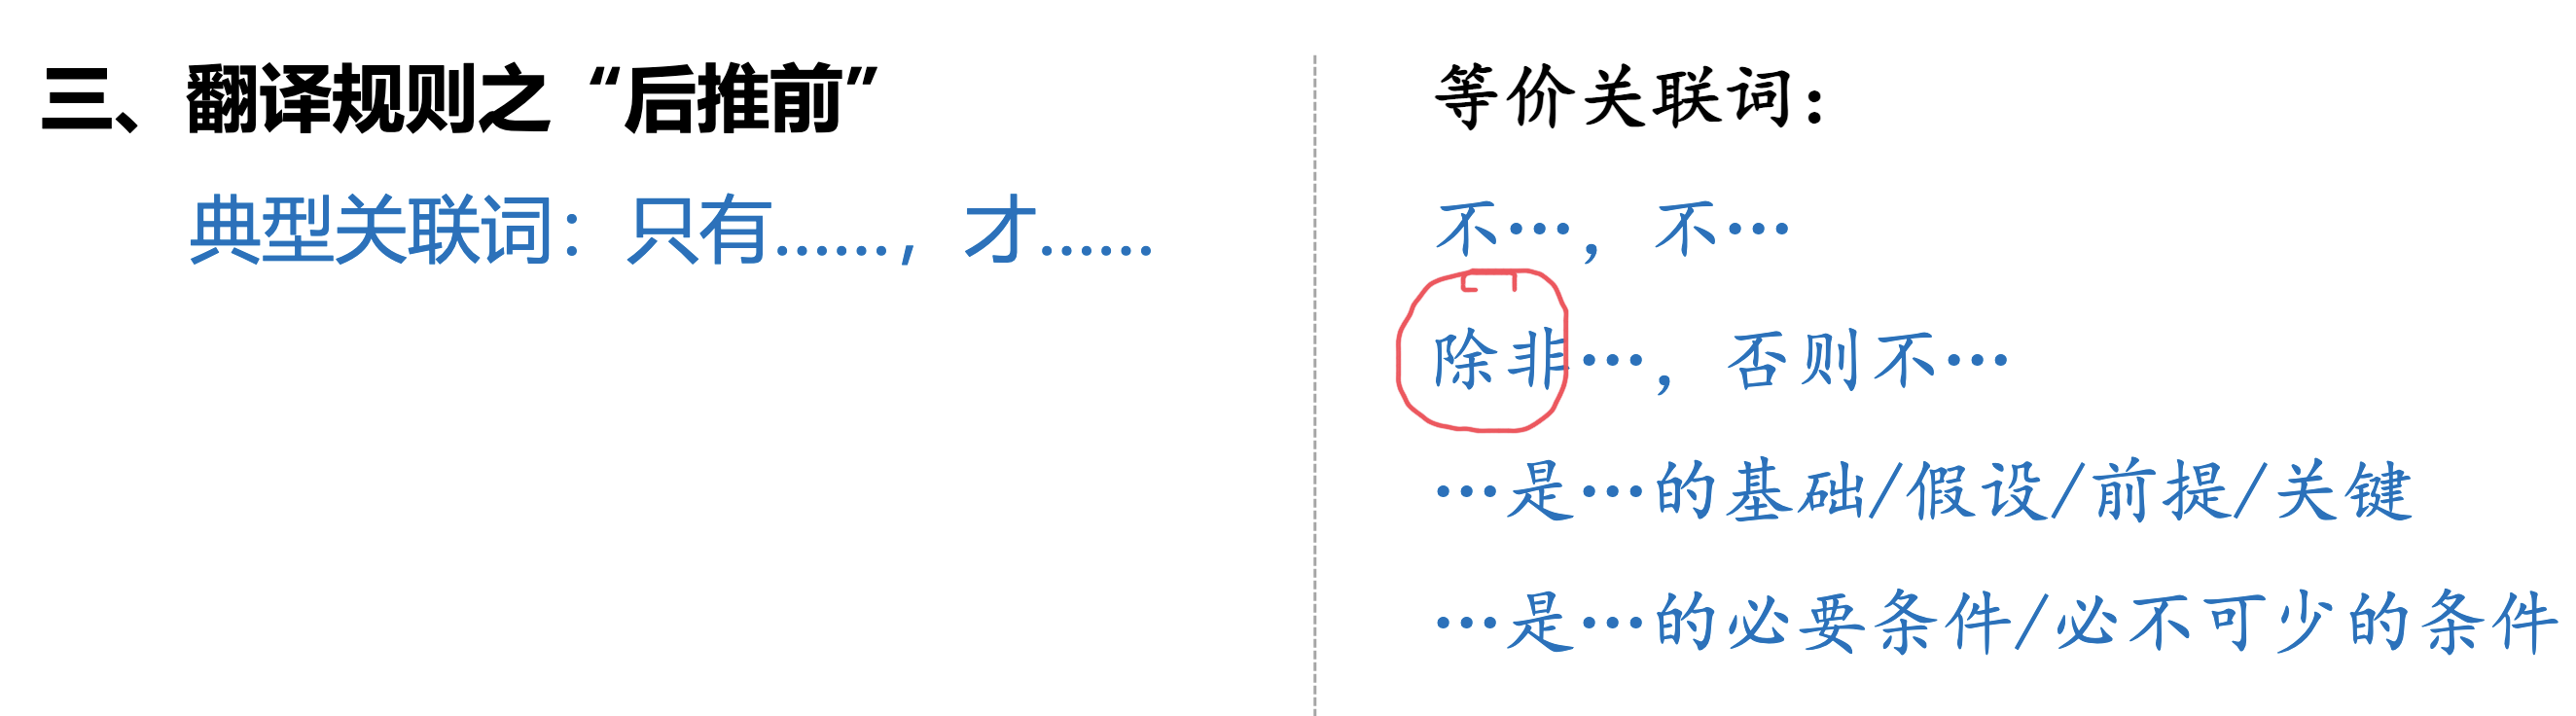 三、翻译规则之“后推前”
典型关联词：只有……，才……
等价关联词：
不…，不…
除非…，否则不…
…是…的基础/假设/前提/关键
…是…的必要条件/必不可少的条件